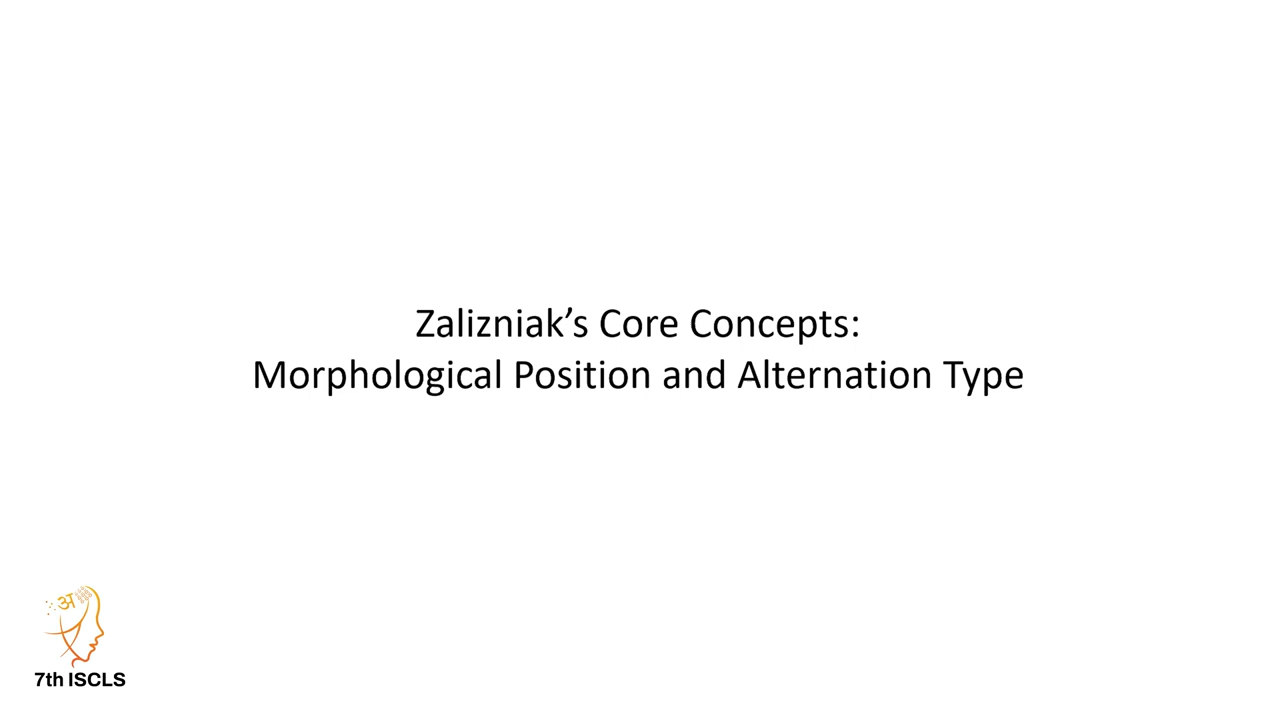 Zalizniak’s Core Concepts:
Morphological Position and Alternation Type
अ
7th ISCLS